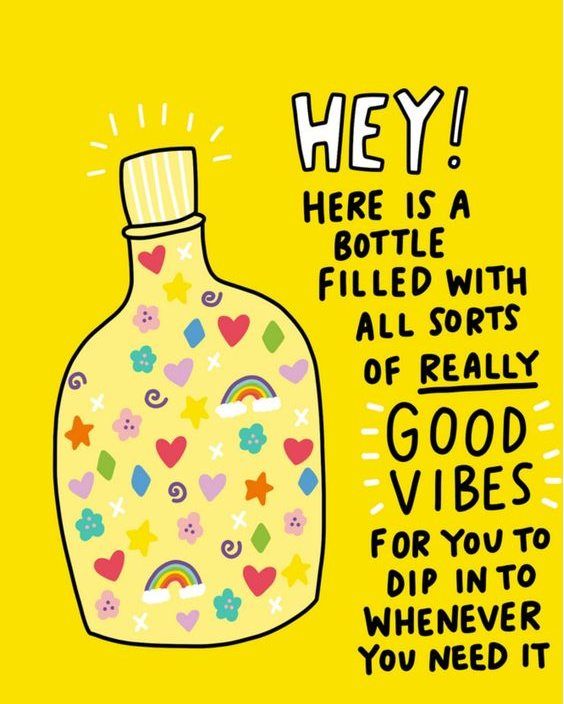 HEY!
HERE IS A
BOTTLE
FILLED WITH
ALL SORTS
OF REALLY
GOOD
VIBES
FOR YOU TO
DIP IN TO
WHENEVER
YOU NEED IT